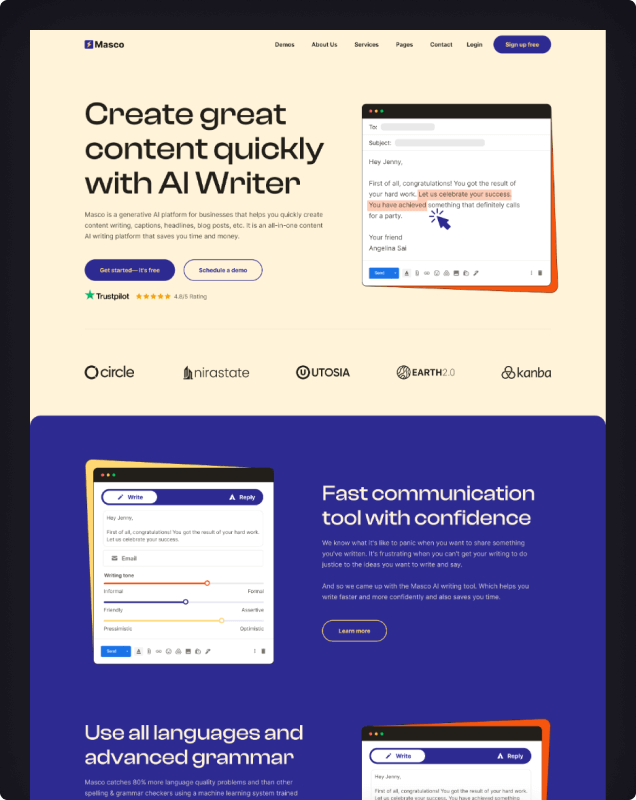 Masco
Demos About Us Services Pages Contact Login Sign up free
Create great
content quickly
with AI Writer
Masco is a generative AI platform for businesses that helps you quickly create
content writing, captions, headlines, blog posts, etc. It is an all-in-one content
AI writing platform that saves you time and money.
Get started—It's free
Schedule a demo
Trustpilot
4.8/5 Rating
To:
Subject:
Hey Jenny,
First of all, congratulations! You got the result of
your hard work. Let us celebrate your success.
You have achieved something that definitely calls
for a party.
Your friend
Angelina Sai
Send
circle
nirastate
UTOSIA
EARTH2.0
kanba
Write
Reply
Hey Jenny,
First of all, congratulations! You got the result of your hard work.
Let us celebrate your success.
Email
Writing tone
Informal Formal
Friendly Assertive
Pressimistic Optimistic
Send
Fast communication
tool with confidence
We know what it's like to panic when you want to share something
you've written. It's frustrating when you can't get your writing to do
justice to the ideas you want to write and say.
And so we came up with the Masco AI writing tool. Which helps you
write faster and more confidently and also saves you time.
Learn more
Use all languages and
advanced grammar
Masco catches 80% more language quality problems and than other
spelling & grammar checkers using a machine learning system trained
Write
Reply
Hey Jenny,
First of all, congratulations! You got the result of your hard work.
Let us celebrate your success. You have achieved something